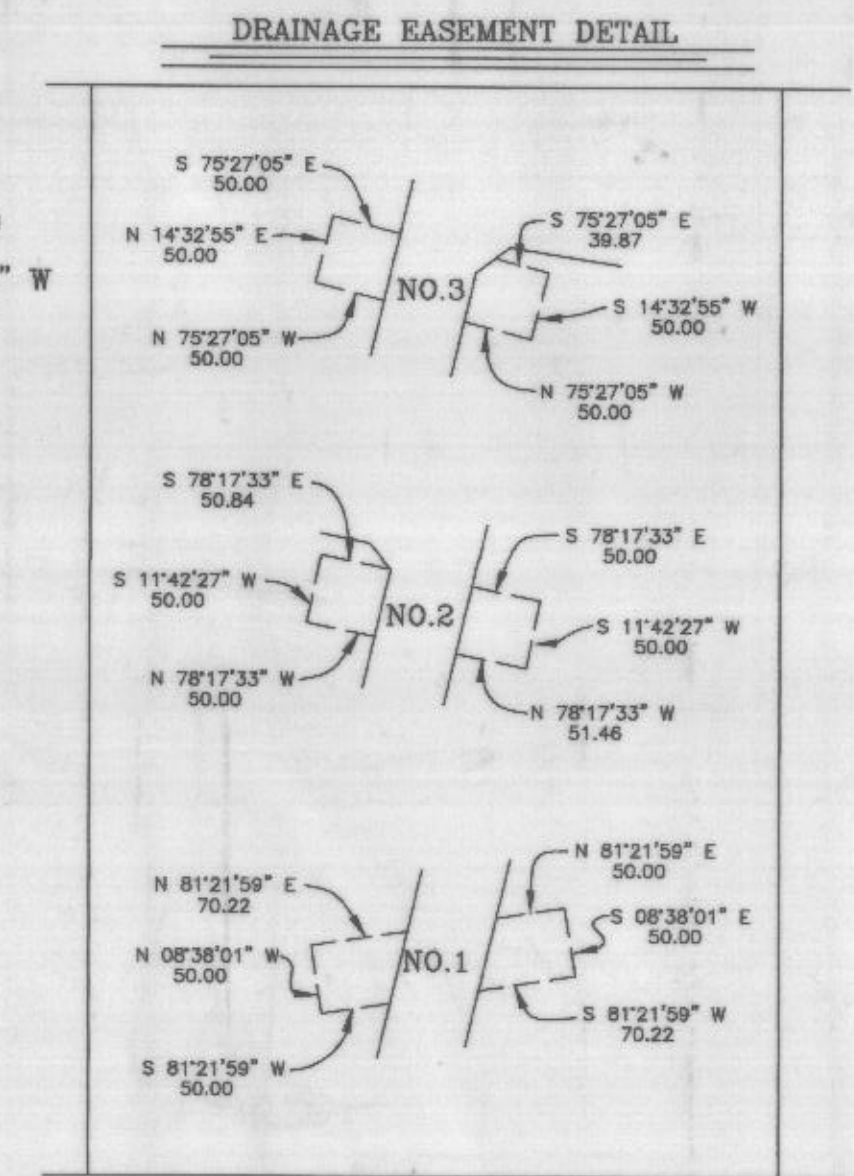 DRAINAGE EASEMENT DETAIL
" W
S 75°27'05" E
50.00
N 14°32'55" E
50.00
N 75°27'05" W
50.00
NO.3
S 75°27'05" E
39.87
S 14°32'55" W
50.00
N 75°27'05" W
50.00
S 78°17'33" E
50.84
S 11°42'27" W
50.00
N 78°17'33" W
50.00
NO.2
S 78°17'33" E
50.00
S 11°42'27" W
50.00
N 78°17'33" W
51.46
N 81°21'59" E
70.22
N 08°38'01" W
50.00
S 81°21'59" W
50.00
NO.1
N 81°21'59" E
50.00
S 08°38'01" E
50.00
S 81°21'59" W
70.22